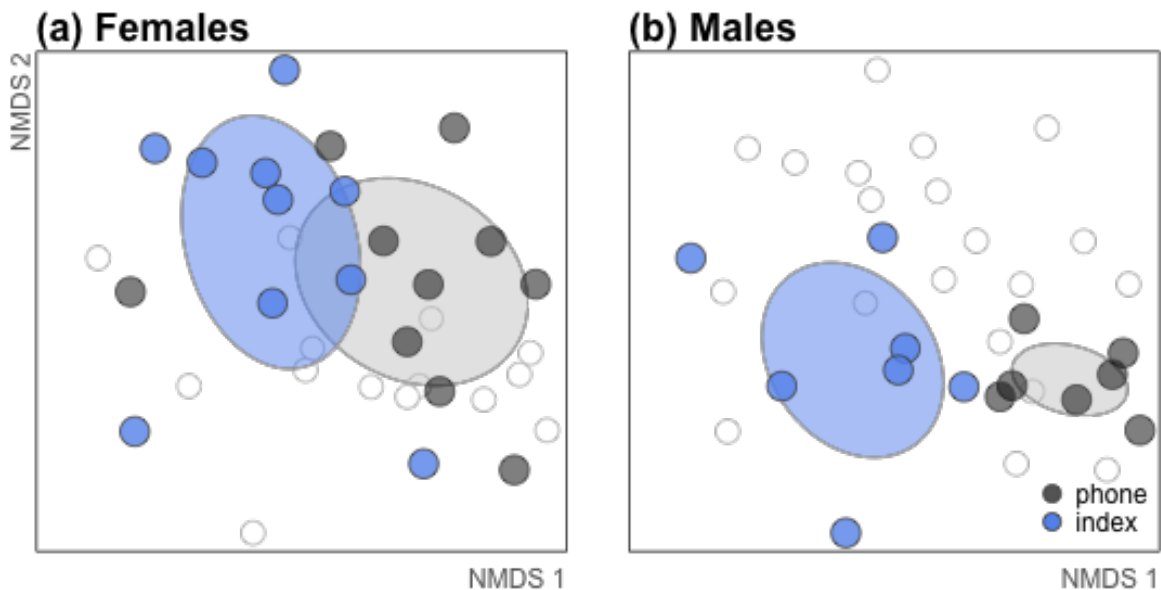 (a) Females
(b) Males
NMDS 2
phone
index
NMDS 1
NMDS 1